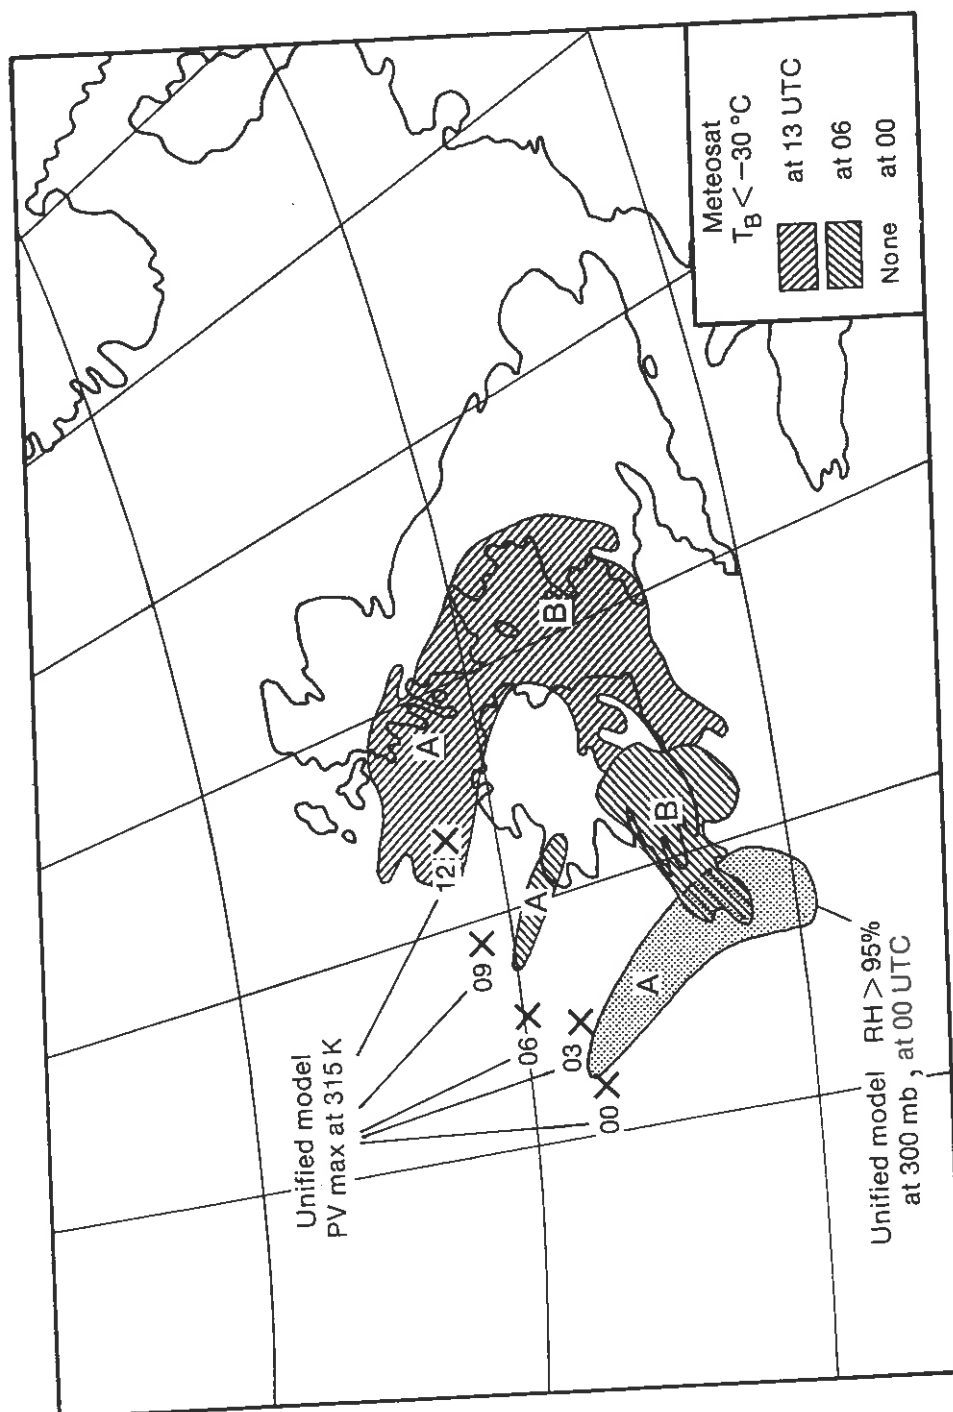 Meteosat
T_B < −30 °C
at 13 UTC
at 06
None at 00
A
B
A
B
A
12
09
06
03
00
Unified model
PV max at 315 K
Unified model RH > 95%
at 300 mb, at 00 UTC